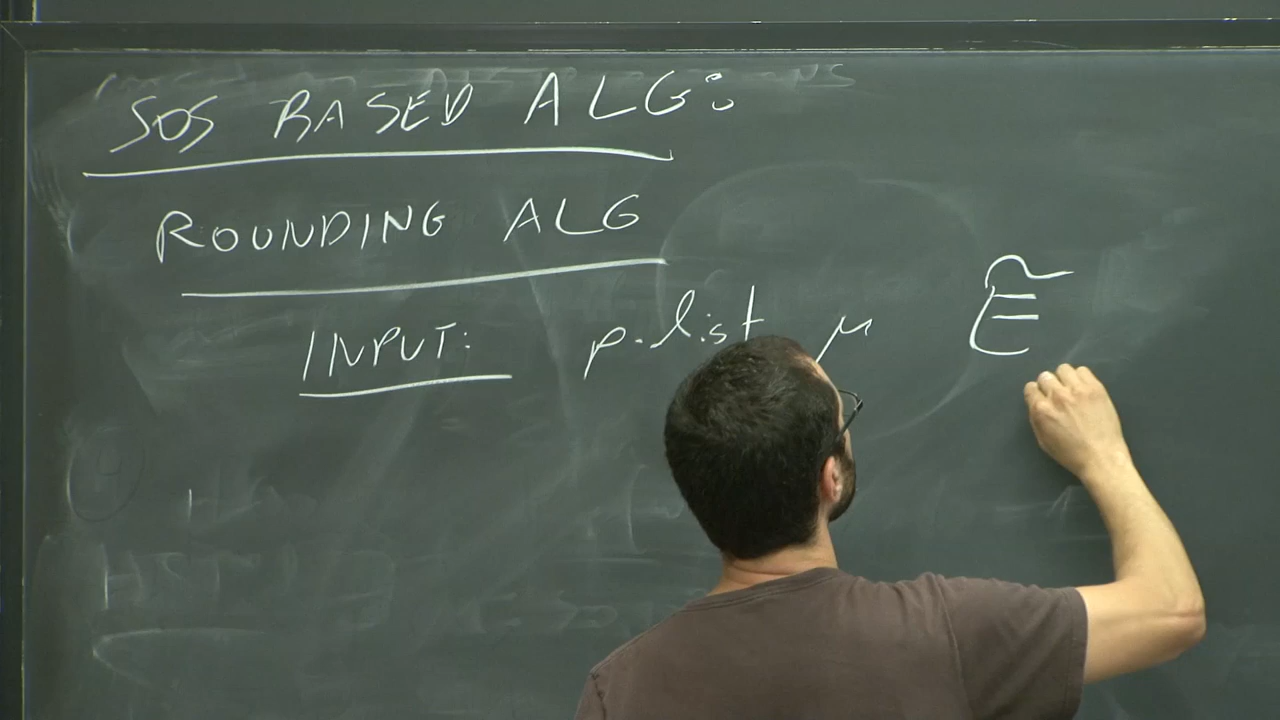 SOS BASED ALG:
ROUNDING ALG
INPUT: p.dist μ Ẽ